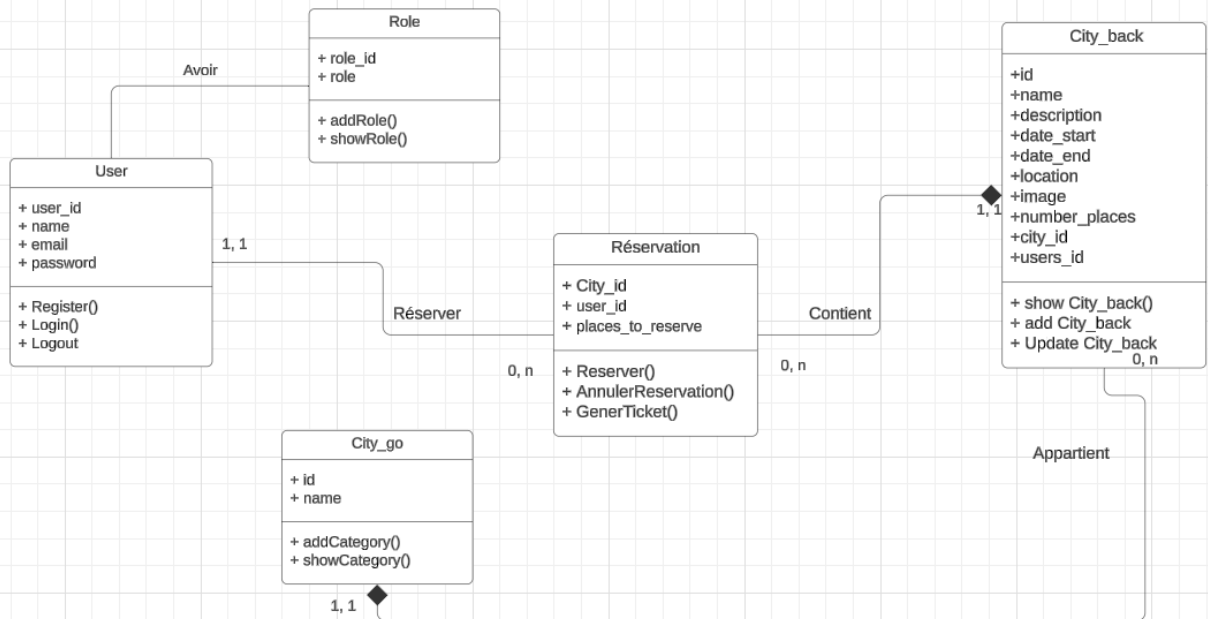 Role
+ role_id
+ role
+ addRole()
+ showRole()
Avoir
User
+ user_id
+ name
+ email
+ password
+ Register()
+ Login()
+ Logout
1, 1
Réserver
0, n
Réservation
+ City_id
+ user_id
+ places_to_reserve
+ Reserver()
+ AnnulerReservation()
+ GenerTicket()
0, n
Contient
1, 1
City_back
+id
+name
+description
+date_start
+date_end
+location
+image
+number_places
+city_id
+users_id
+ show City_back()
+ add City_back
+ Update City_back
0, n
Appartient
City_go
+ id
+ name
+ addCategory()
+ showCategory()
1, 1